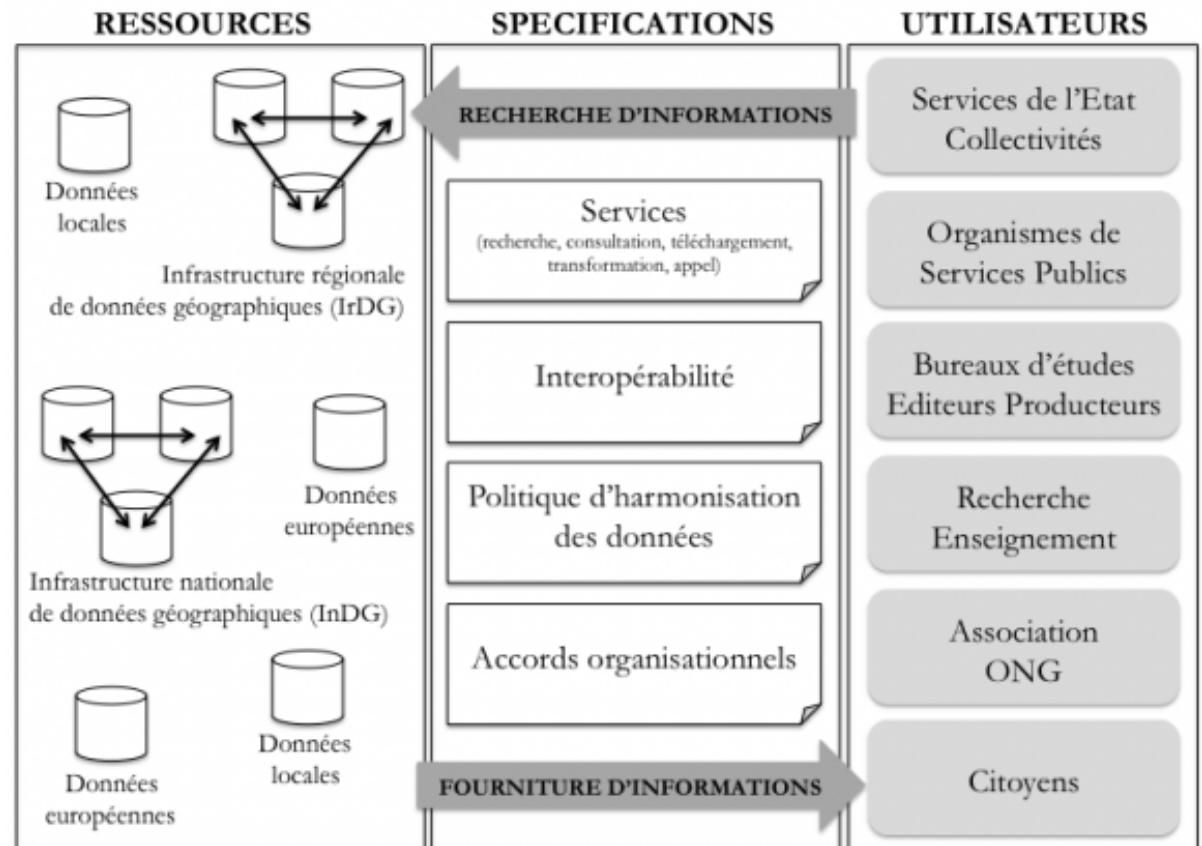 RESSOURCES
SPECIFICATIONS
UTILISATEURS
Données
locales
Infrastructure régionale
de données géographiques (IrDG)
Données
européennes
Infrastructure nationale
de données géographiques (InDG)
Données
locales
Données
européennes
RECHERCHE D'INFORMATIONS
Services
(recherche, consultation, téléchargement,
transformation, appel)
Interopérabilité
Politique d'harmonisation
des données
Accords organisationnels
FOURNITURE D'INFORMATIONS
Services de l'Etat
Collectivités
Organismes de
Services Publics
Bureaux d'études
Editeurs Producteurs
Recherche
Enseignement
Association
ONG
Citoyens